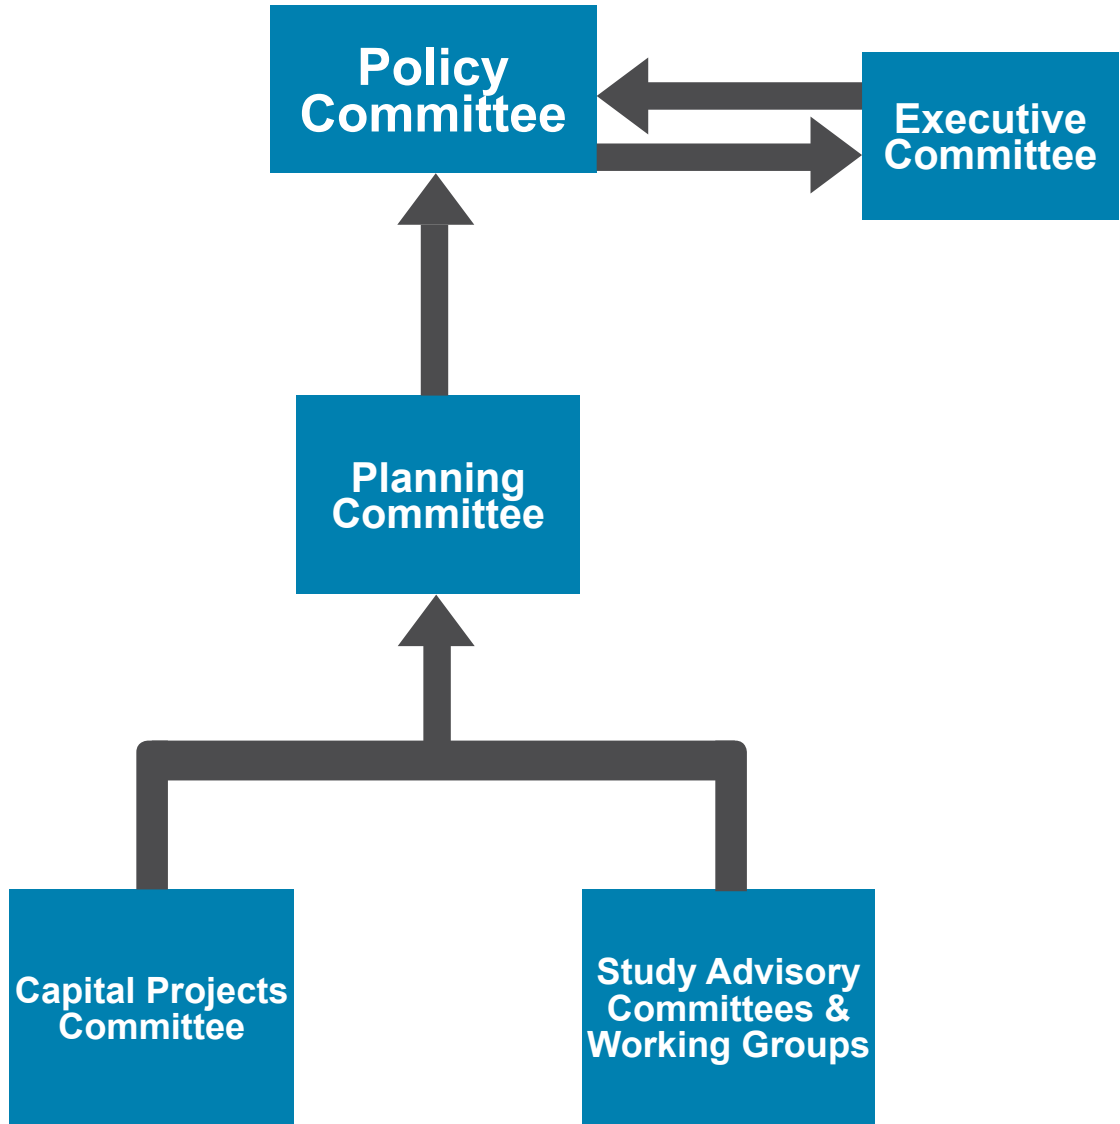 Policy
Committee
Executive
Committee
Planning
Committee
Capital Projects
Committee
Study Advisory
Committees &
Working Groups